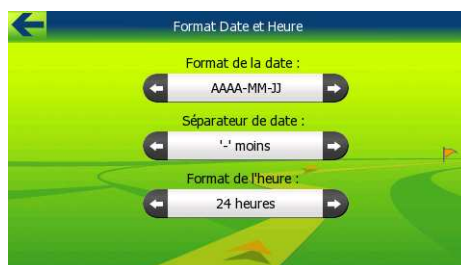 Format Date et Heure
Format de la date :
AAAA-MM-JJ
Séparateur de date :
'-' moins
Format de l'heure :
24 heures